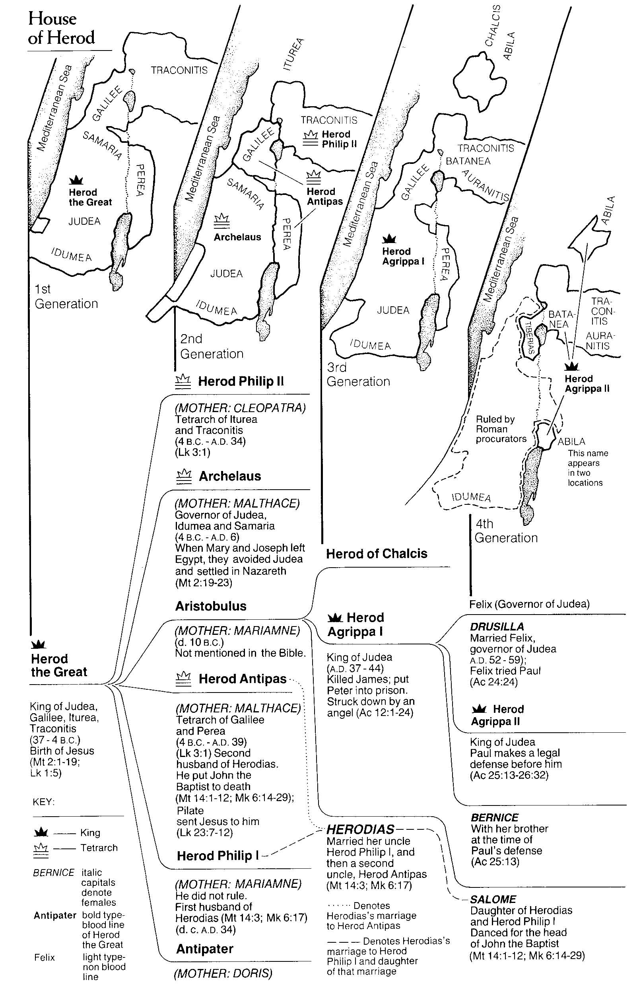 House
of Herod
Mediterranean Sea
TRACONITIS
GALILEE
SAMARIA
PEREA
Herod
the Great
JUDEA
IDUMEA
1st
Generation
Mediterranean Sea
ITUREA
TRACONITIS
Herod
Philip II
GALILEE
SAMARIA
Herod
Antipas
PEREA
Archelaus
JUDEA
IDUMEA
2nd
Generation
Mediterranean Sea
CHALCIS
ABILA
TRACONITIS
BATANEA
AURANITIS
GALILEE
Herod
Agrippa I
PEREA
JUDEA
IDUMEA
3rd
Generation
Mediterranean Sea
ABILA
TRA-
CON-
ITIS
BATA-
NEA
AURA-
NITIS
TIBERIAS
Herod
Agrippa II
Ruled by
Roman
procurators
ABILA
This name
appears
in two
locations
IDUMEA
4th
Generation
Herod
the Great
King of Judea,
Galilee, Iturea,
Traconitis
(37 - 4 B.C.)
Birth of Jesus
(Mt 2:1-19;
Lk 1:5)
KEY:
King
Tetrarch
BERNICE italic
capitals
denote
females
Antipater bold type-
blood line
of Herod
the Great
Felix light type-
non blood
line
Herod Philip II
(MOTHER: CLEOPATRA)
Tetrarch of Iturea
and Traconitis
(4 B.C. - A.D. 34)
(Lk 3:1)
Archelaus
(MOTHER: MALTHACE)
Governor of Judea,
Idumea and Samaria
(4 B.C. - A.D. 6)
When Mary and Joseph left
Egypt, they avoided Judea
and settled in Nazareth
(Mt 2:19-23)
Aristobulus
(MOTHER: MARIAMNE)
(d. 10 B.C.)
Not mentioned in the Bible.
Herod Antipas
(MOTHER: MALTHACE)
Tetrarch of Galilee
and Perea
(4 B.C. - A.D. 39)
(Lk 3:1) Second
husband of Herodias.
He put John the
Baptist to death
(Mt 14:1-12; Mk 6:14-29);
Pilate
sent Jesus to him
(Lk 23:7-12)
Herod Philip I
(MOTHER: MARIAMNE)
He did not rule.
First husband of
Herodias (Mt 14:3; Mk 6:17)
(d. c. A.D. 34)
Antipater
(MOTHER: DORIS)
Herod of Chalcis
Herod
Agrippa I
King of Judea
(A.D. 37 - 44)
Killed James; put
Peter into prison.
Struck down by an
angel (Ac 12:1-24)
HERODIAS
Married her uncle
Herod Philip I, and
then a second
uncle, Herod Antipas
(Mt 14:3; Mk 6:17)
...... Denotes
Herodias's marriage
to Herod Antipas
— — — Denotes Herodias's
marriage to Herod
Philip I and daughter
of that marriage
Felix (Governor of Judea)
DRUSILLA
Married Felix,
governor of Judea
A.D. 52 - 59);
Felix tried Paul
(Ac 24:24)
Herod
Agrippa II
King of Judea
Paul makes a legal
defense before him
(Ac 25:13-26:32)
BERNICE
With her brother
at the time of
Paul's defense
(Ac 25:13)
SALOME
Daughter of Herodias
and Herod Philip I
Danced for the head
of John the Baptist
(Mt 14:1-12; Mk 6:14-29)